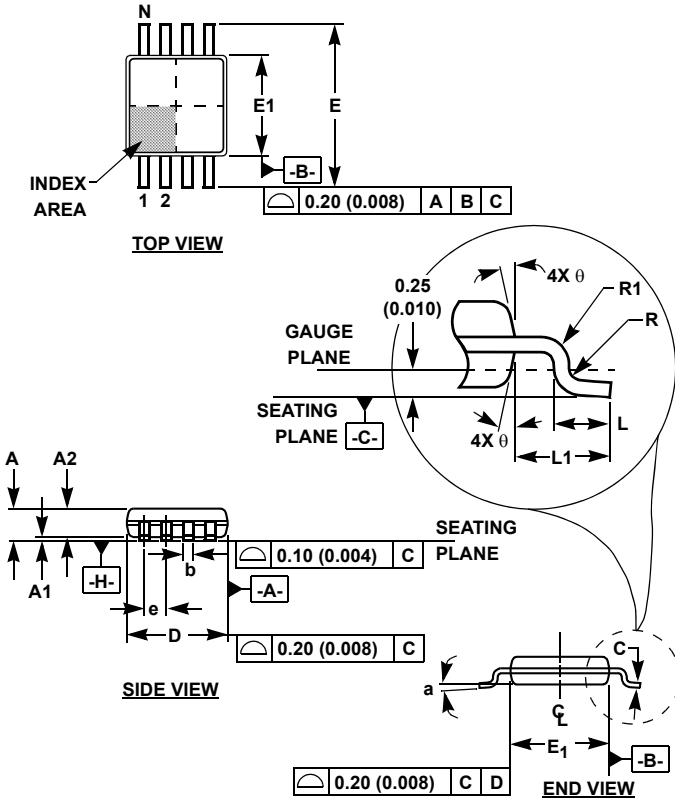 N
E1
E
-B-
INDEX
AREA
1 2
0.20 (0.008) A B C
TOP VIEW
0.25
(0.010)
4X θ
R1
R
GAUGE
PLANE
SEATING
PLANE -C-
4X θ
L
L1
A A2
SEATING
PLANE
0.10 (0.004) C
-H-
b
A1
-A-
e
D
0.20 (0.008) C
SIDE VIEW
C
a
CL
E1
-B-
0.20 (0.008) C D
END VIEW